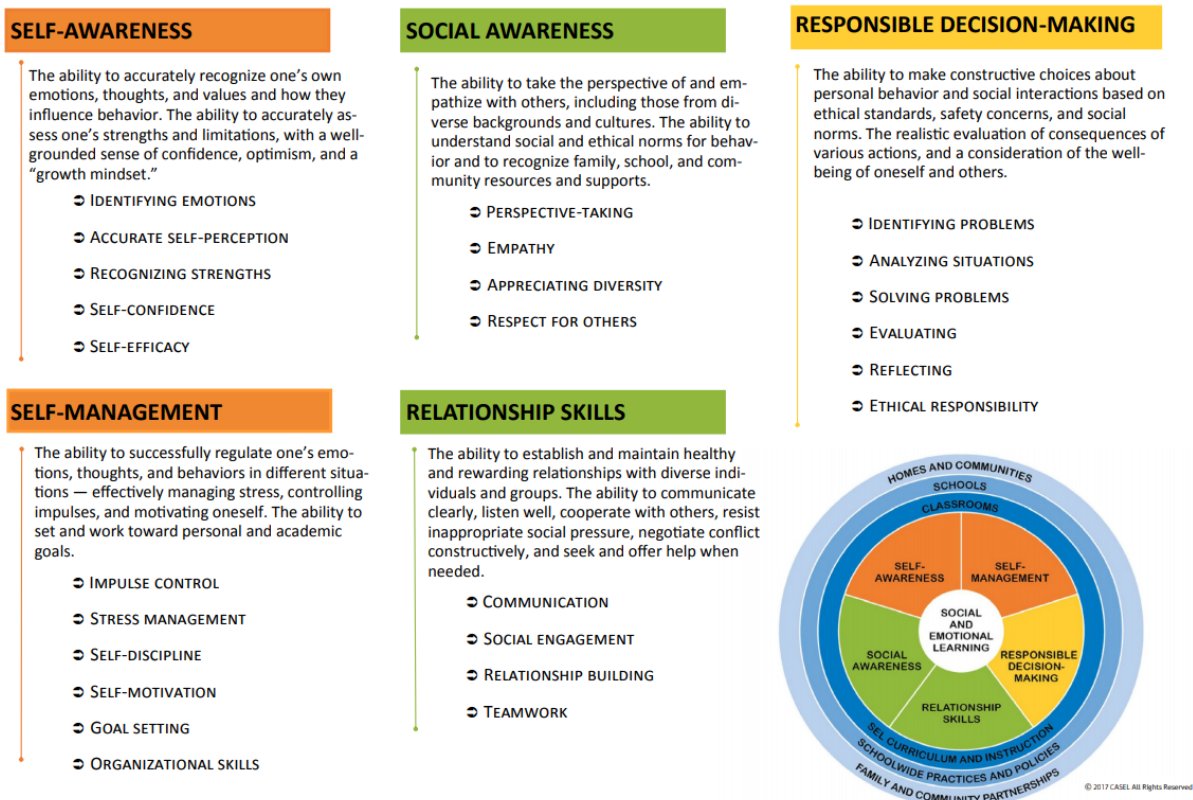 SELF-AWARENESS
The ability to accurately recognize one's own
emotions, thoughts, and values and how they
influence behavior. The ability to accurately as-
sess one's strengths and limitations, with a well-
grounded sense of confidence, optimism, and a
“growth mindset.”
➲ IDENTIFYING EMOTIONS
➲ ACCURATE SELF-PERCEPTION
➲ RECOGNIZING STRENGTHS
➲ SELF-CONFIDENCE
➲ SELF-EFFICACY
SELF-MANAGEMENT
The ability to successfully regulate one's emo-
tions, thoughts, and behaviors in different situa-
tions — effectively managing stress, controlling
impulses, and motivating oneself. The ability to
set and work toward personal and academic
goals.
➲ IMPULSE CONTROL
➲ STRESS MANAGEMENT
➲ SELF-DISCIPLINE
➲ SELF-MOTIVATION
➲ GOAL SETTING
➲ ORGANIZATIONAL SKILLS
SOCIAL AWARENESS
The ability to take the perspective of and em-
pathize with others, including those from di-
verse backgrounds and cultures. The ability to
understand social and ethical norms for behav-
ior and to recognize family, school, and com-
munity resources and supports.
➲ PERSPECTIVE-TAKING
➲ EMPATHY
➲ APPRECIATING DIVERSITY
➲ RESPECT FOR OTHERS
RELATIONSHIP SKILLS
The ability to establish and maintain healthy
and rewarding relationships with diverse indi-
viduals and groups. The ability to communicate
clearly, listen well, cooperate with others, resist
inappropriate social pressure, negotiate conflict
constructively, and seek and offer help when
needed.
➲ COMMUNICATION
➲ SOCIAL ENGAGEMENT
➲ RELATIONSHIP BUILDING
➲ TEAMWORK
RESPONSIBLE DECISION-MAKING
The ability to make constructive choices about
personal behavior and social interactions based on
ethical standards, safety concerns, and social
norms. The realistic evaluation of consequences of
various actions, and a consideration of the well-
being of oneself and others.
➲ IDENTIFYING PROBLEMS
➲ ANALYZING SITUATIONS
➲ SOLVING PROBLEMS
➲ EVALUATING
➲ REFLECTING
➲ ETHICAL RESPONSIBILITY
HOMES AND COMMUNITIES
SCHOOLS
CLASSROOMS
SELF-
AWARENESS
SELF-
MANAGEMENT
SOCIAL
AND
EMOTIONAL
LEARNING
SOCIAL
AWARENESS
RESPONSIBLE
DECISION-
MAKING
RELATIONSHIP
SKILLS
SEL CURRICULUM AND INSTRUCTION
SCHOOLWIDE PRACTICES AND POLICIES
FAMILY AND COMMUNITY PARTNERSHIPS
© 2017 CASEL All Rights Reserved